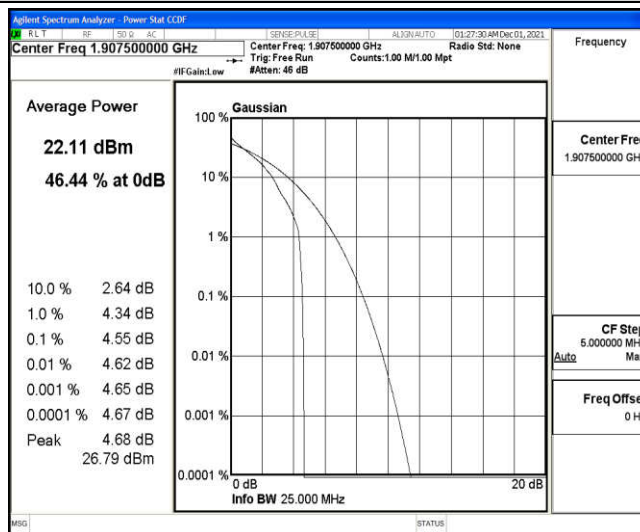 Agilent Spectrum Analyzer - Power Stat CCDF
RLT RF 50 Ω AC SENSE:PULSE ALIGNAUTO 01:27:30 AM Dec 01, 2021
Center Freq 1.907500000 GHz
Center Freq: 1.907500000 GHz Radio Std: None
Trig: Free Run Counts:1.00 M/1.00 Mpt
#IFGain:Low #Atten: 46 dB
Frequency
Average Power
22.11 dBm
46.44 % at 0dB
10.0 % 2.64 dB
1.0 % 4.34 dB
0.1 % 4.55 dB
0.01 % 4.62 dB
0.001 % 4.65 dB
0.0001 % 4.67 dB
Peak 4.68 dB
26.79 dBm
Gaussian
100 %
10 %
1 %
0.1 %
0.01 %
0.001 %
0.0001 %
0 dB 20 dB
Info BW 25.000 MHz
Center Fre
1.907500000 GH
CF Step
5.000000 MH
Auto Ma
Freq Offse
0 H
MSG STATUS